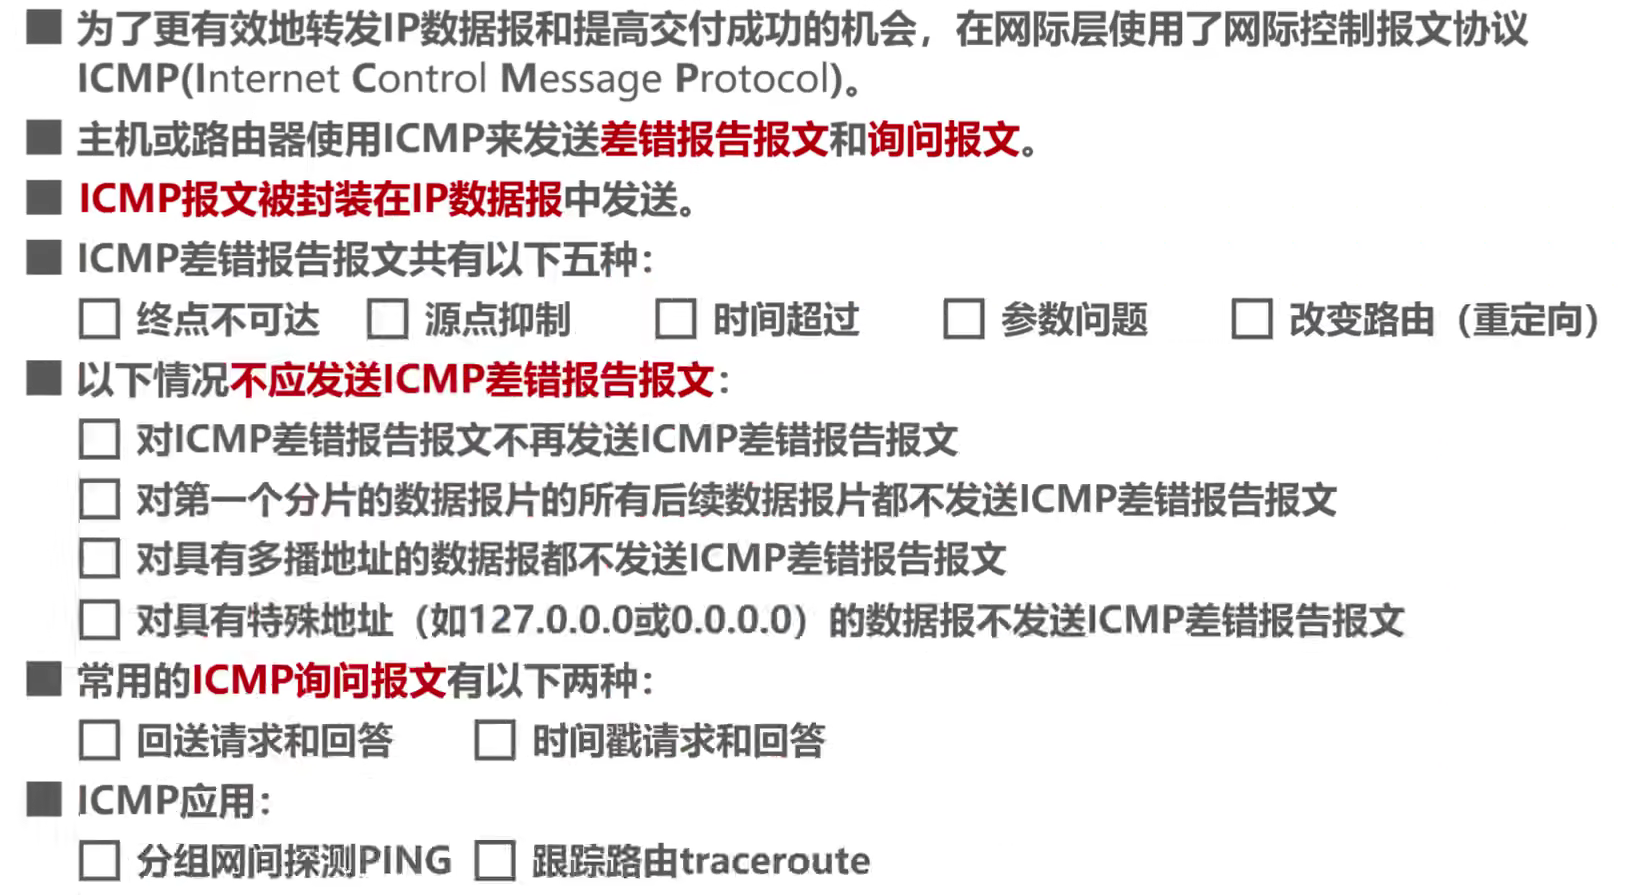 为了更有效地转发IP数据报和提高交付成功的机会，在网际层使用了网际控制报文协议
ICMP(Internet Control Message Protocol)。
主机或路由器使用ICMP来发送差错报告报文和询问报文。
ICMP报文被封装在IP数据报中发送。
ICMP差错报告报文共有以下五种：
终点不可达 源点抑制 时间超过 参数问题 改变路由（重定向）
以下情况不应发送ICMP差错报告报文：
对ICMP差错报告报文不再发送ICMP差错报告报文
对第一个分片的数据报片的所有后续数据报片都不发送ICMP差错报告报文
对具有多播地址的数据报都不发送ICMP差错报告报文
对具有特殊地址（如127.0.0.0或0.0.0.0）的数据报不发送ICMP差错报告报文
常用的ICMP询问报文有以下两种：
回送请求和回答 时间戳请求和回答
ICMP应用：
分组网间探测PING 跟踪路由traceroute